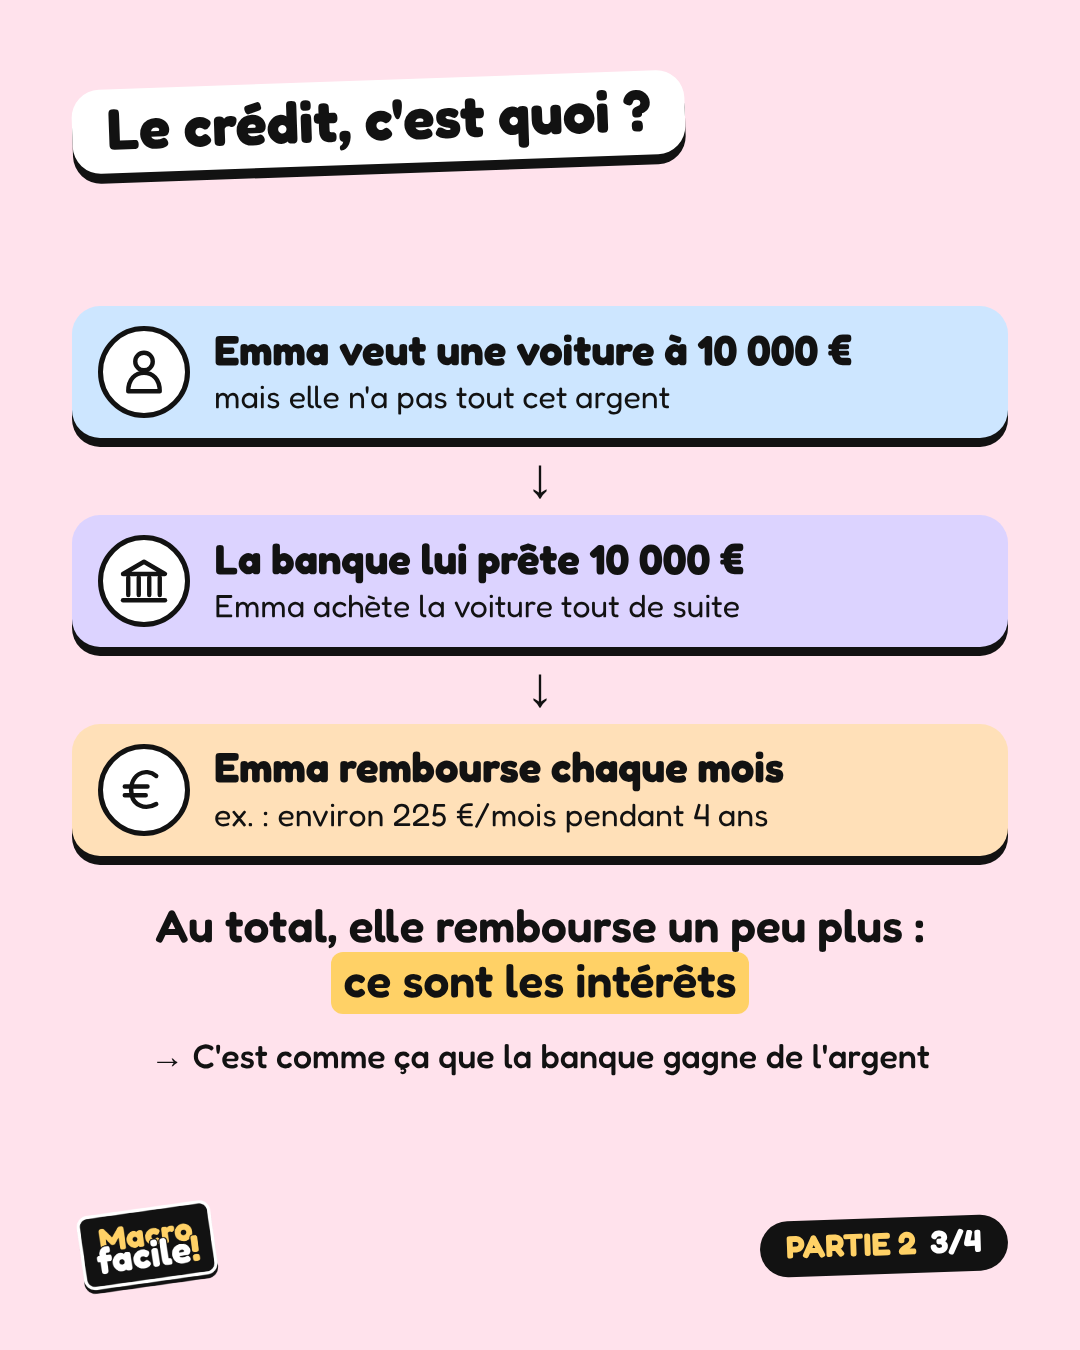 Le crédit, c'est quoi ?
Emma veut une voiture à 10 000 €
mais elle n'a pas tout cet argent
↓
La banque lui prête 10 000 €
Emma achète la voiture tout de suite
↓
€
Emma rembourse chaque mois
ex. : environ 225 €/mois pendant 4 ans
Au total, elle rembourse un peu plus :
ce sont les intérêts
→ C'est comme ça que la banque gagne de l'argent
Macro
facile!
PARTIE 2 3/4